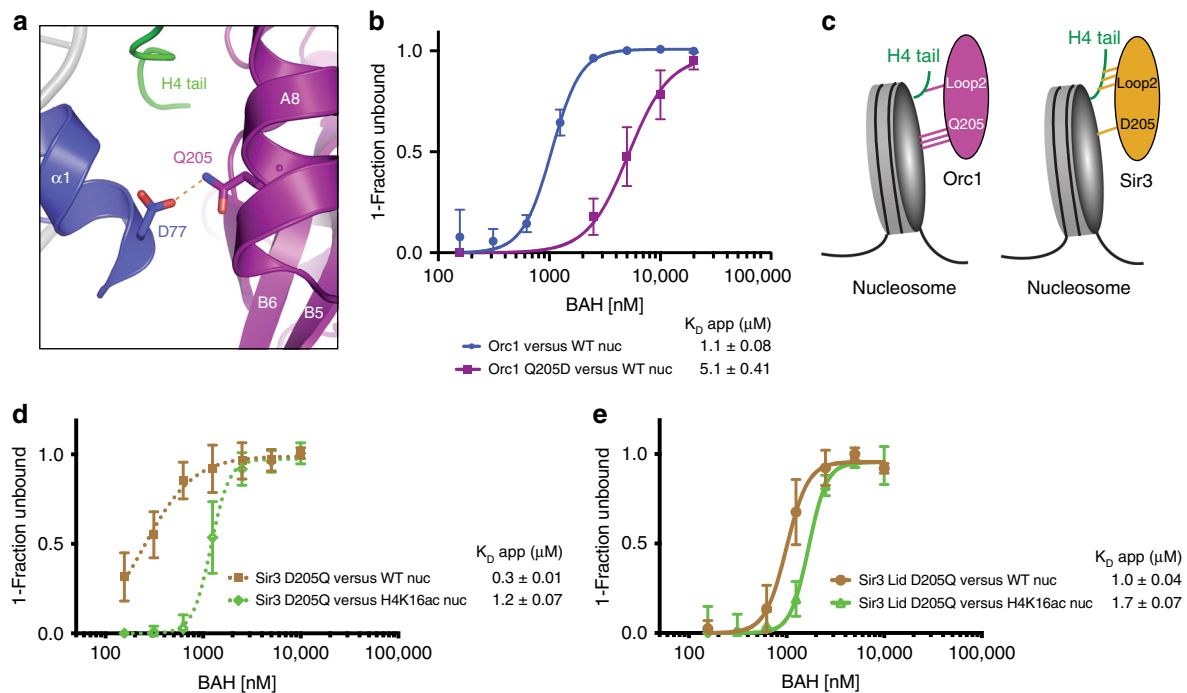 a
H4 tail
A8
Q205
α1
D77
B6
B5
b
1-Fraction unbound
1.0
0.5
0.0
100
1000
10,000
100,000
BAH [nM]
K_D app (μM)
Orc1 versus WT nuc 1.1 ± 0.08
Orc1 Q205D versus WT nuc 5.1 ± 0.41
c
H4 tail
Loop2
Q205
Orc1
Nucleosome
H4 tail
Loop2
D205
Sir3
Nucleosome
d
1-Fraction unbound
1.0
0.5
0.0
100
1000
10,000
100,000
BAH [nM]
K_D app (μM)
Sir3 D205Q versus WT nuc 0.3 ± 0.01
Sir3 D205Q versus H4K16ac nuc 1.2 ± 0.07
e
1-Fraction unbound
1.0
0.5
0.0
100
1000
10,000
100,000
BAH [nM]
K_D app (μM)
Sir3 Lid D205Q versus WT nuc 1.0 ± 0.04
Sir3 Lid D205Q versus H4K16ac nuc 1.7 ± 0.07